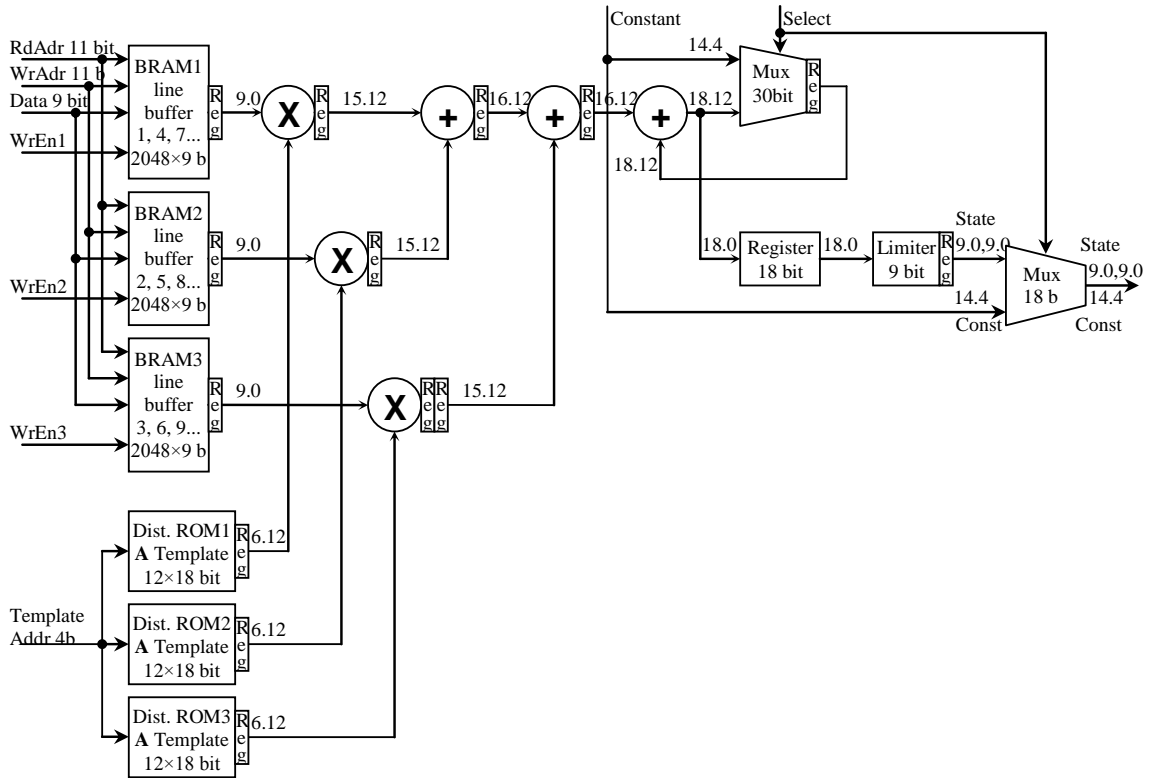 Constant
Select
RdAdr 11 bit
WrAdr 11 b
Data 9 bit
WrEn1
BRAM1
line
buffer
1, 4, 7...
2048×9 b
Reg
9.0
X
Reg
15.12
+
Reg
16.12
+
Reg
16.12
+
18.12
14.4
Mux
30bit
Reg
18.12
WrEn2
BRAM2
line
buffer
2, 5, 8...
2048×9 b
Reg
9.0
X
Reg
15.12
18.0
Register
18 bit
18.0
Limiter
9 bit
Reg
State
9.0,9.0
14.4
Const
Mux
18 b
State
9.0,9.0
14.4
Const
WrEn3
BRAM3
line
buffer
3, 6, 9...
2048×9 b
Reg
9.0
X
Reg
Reg
15.12
Template
Addr 4b
Dist. ROM1
A Template
12×18 bit
Reg
6.12
Dist. ROM2
A Template
12×18 bit
Reg
6.12
Dist. ROM3
A Template
12×18 bit
Reg
6.12